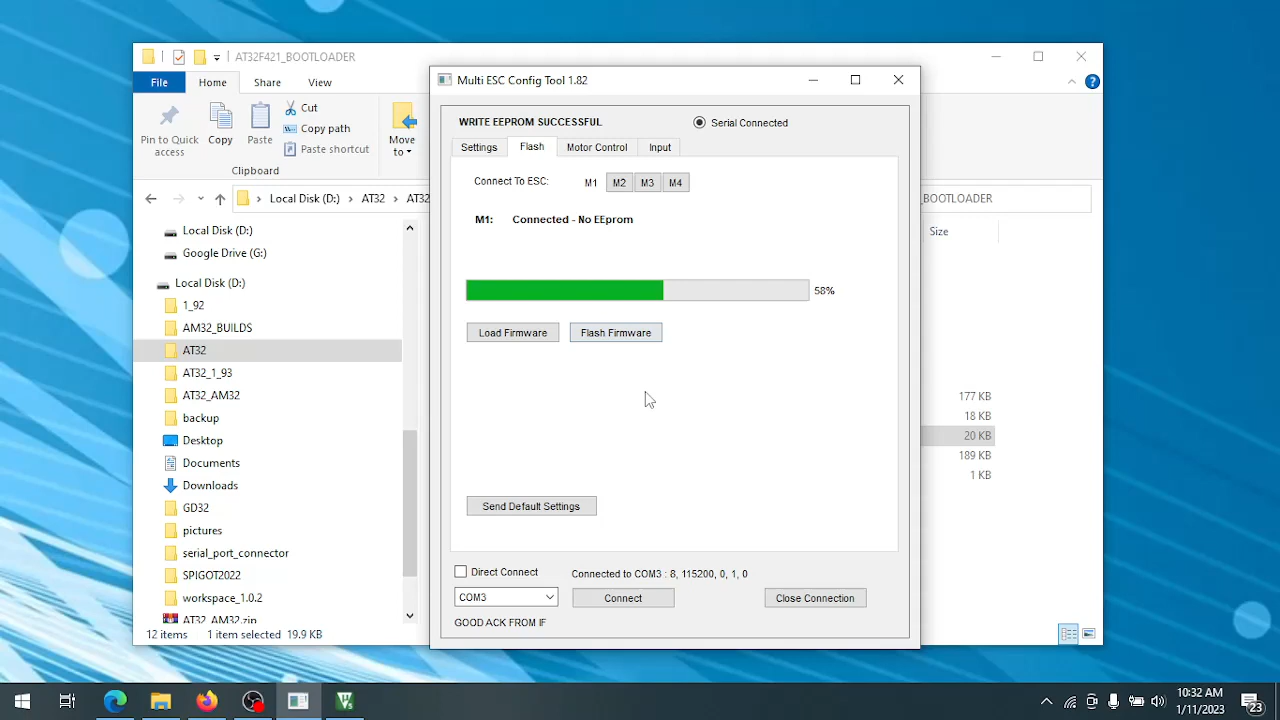 AT32F421_BOOTLOADER
File
Home
Share
View
Pin to Quick access
Copy
Paste
Cut
Copy path
Paste shortcut
Move to
Clipboard
Local Disk (D:)
AT32
AT32
_BOOTLOADER
Local Disk (D:)
Google Drive (G:)
Local Disk (D:)
1_92
AM32_BUILDS
AT32
AT32_1_93
AT32_AM32
backup
Desktop
Documents
Downloads
GD32
pictures
serial_port_connector
SPIGOT2022
workspace_1.0.2
AT32_AM32.zip
12 items
1 item selected 19.9 KB
Size
177 KB
18 KB
20 KB
189 KB
1 KB
Multi ESC Config Tool 1.82
WRITE EEPROM SUCCESSFUL
Serial Connected
Settings
Flash
Motor Control
Input
Connect To ESC:
M1
M2
M3
M4
M1: Connected - No EEprom
58%
Load Firmware
Flash Firmware
Send Default Settings
Direct Connect
Connected to COM3 : 8, 115200, 0, 1, 0
COM3
Connect
Close Connection
GOOD ACK FROM IF
10:32 AM
1/11/2023
23